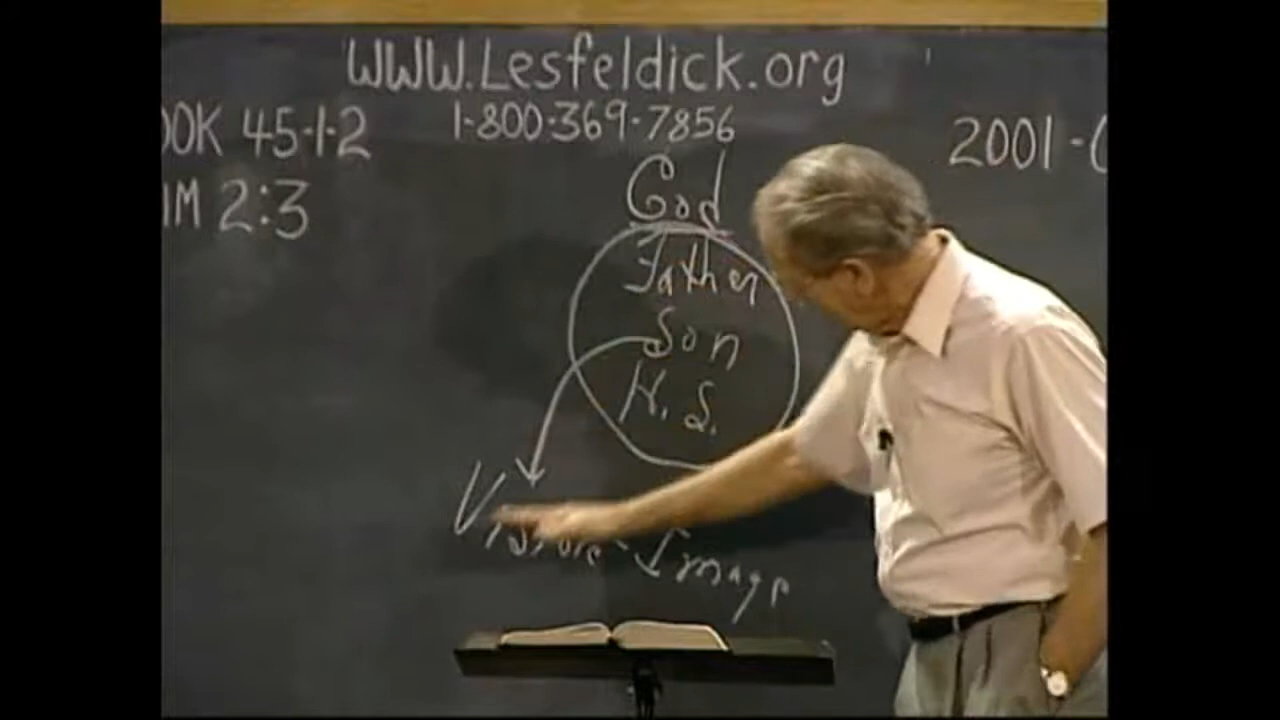 WWW.Lesfeldick.org
OOK 45-1-2
1-800-369-7856
2001-
IM 2:3
God
Father
Son
H. S.
Image